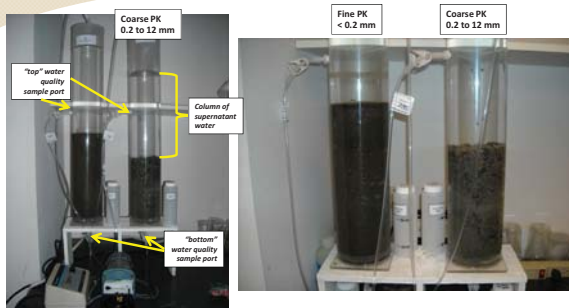 Coarse PK
0.2 to 12 mm
"top" water
quality
sample port
Column of
supernatant
water
"bottom"
water quality
sample port
Fine PK
< 0.2 mm
Coarse PK
0.2 to 12 mm